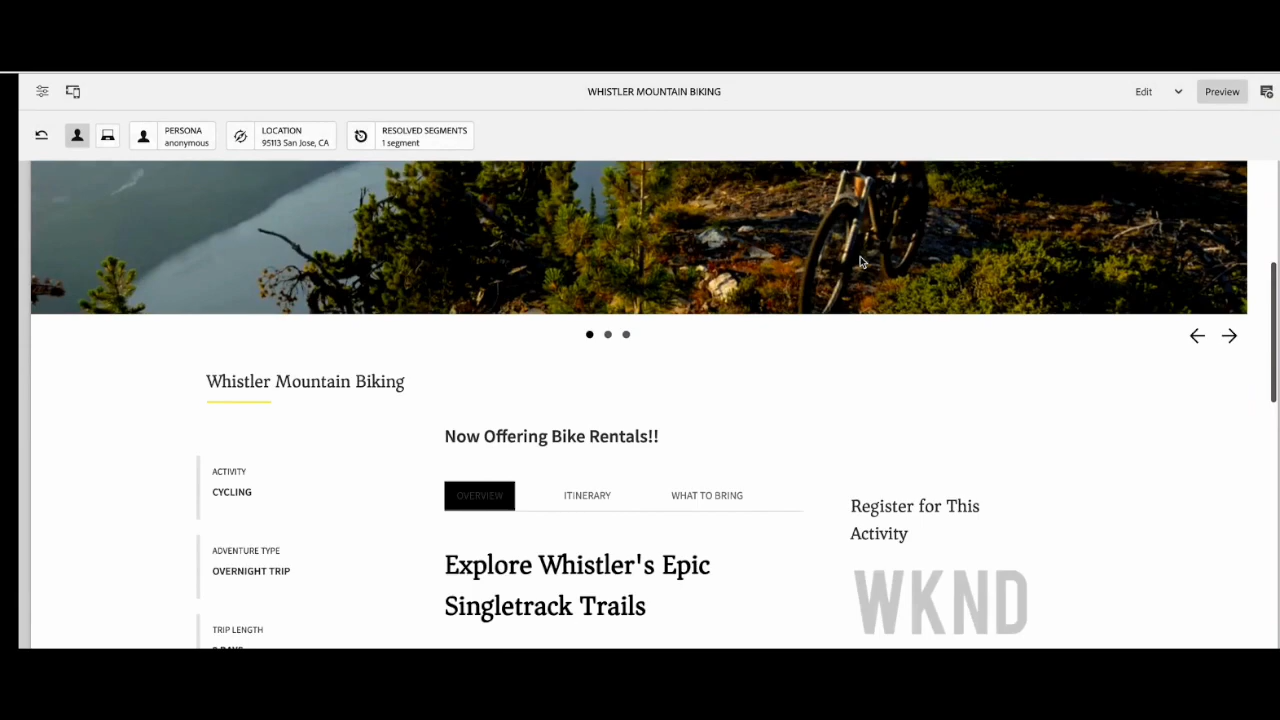 WHISTLER MOUNTAIN BIKING
Edit
Preview
PERSONA
anonymous
LOCATION
95113 San Jose, CA
RESOLVED SEGMENTS
1 segment
Whistler Mountain Biking
Now Offering Bike Rentals!!
ACTIVITY
CYCLING
ADVENTURE TYPE
OVERNIGHT TRIP
TRIP LENGTH
OVERVIEW
ITINERARY
WHAT TO BRING
Explore Whistler's Epic
Singletrack Trails
Register for This
Activity
WKND